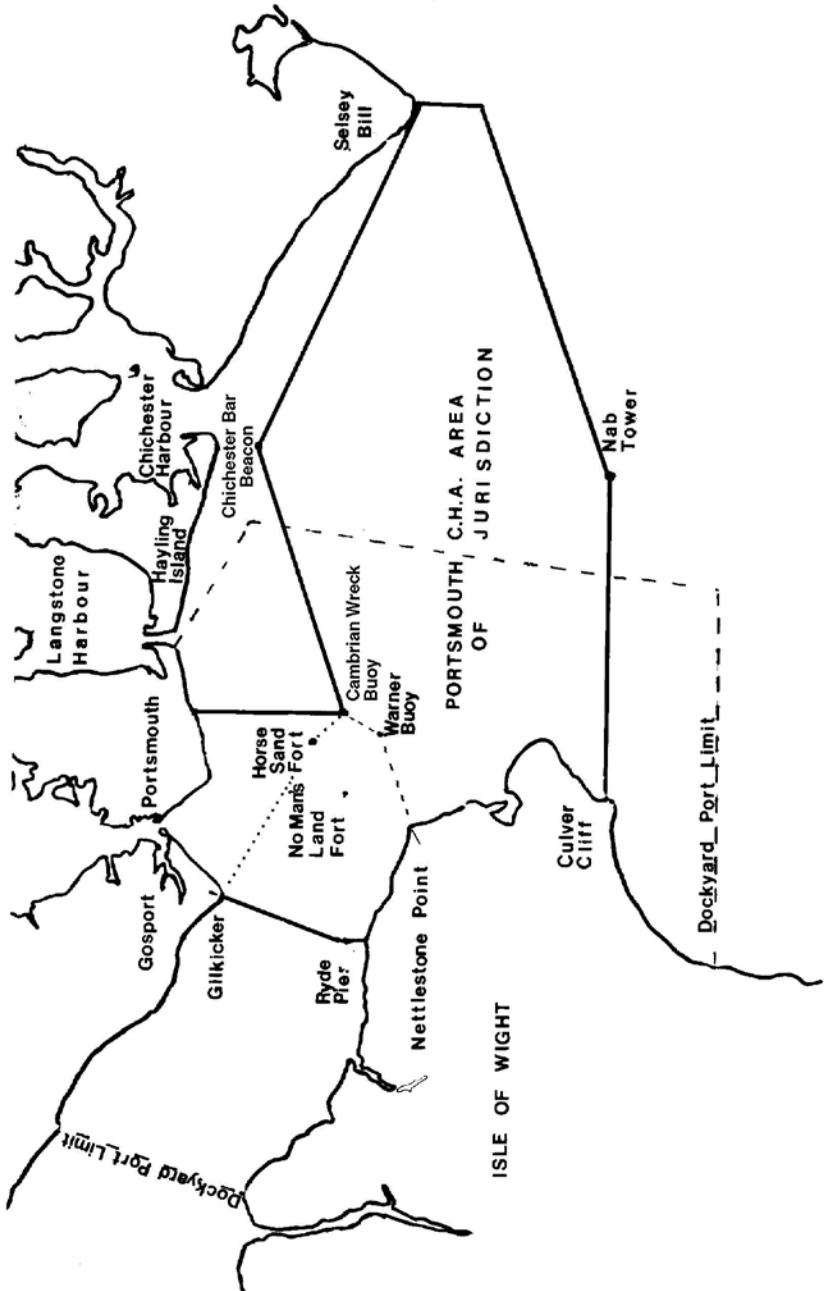 Selsey
Bill
Chichester
Harbour
Chichester Bar
Beacon
Hayling
Island
Langstone
Harbour
Portsmouth
Gosport
Gilkicker
Horse
Sand
Fort
No Mans
Land
Fort
Cambrian Wreck
Buoy
Warner
Buoy
Ryde
Pier
Nettlestone Point
PORTSMOUTH C.H.A. AREA
OF JURISDICTION
Nab
Tower
Culver
Cliff
Dockyard Port Limit
ISLE OF WIGHT
Dockyard Port Limit